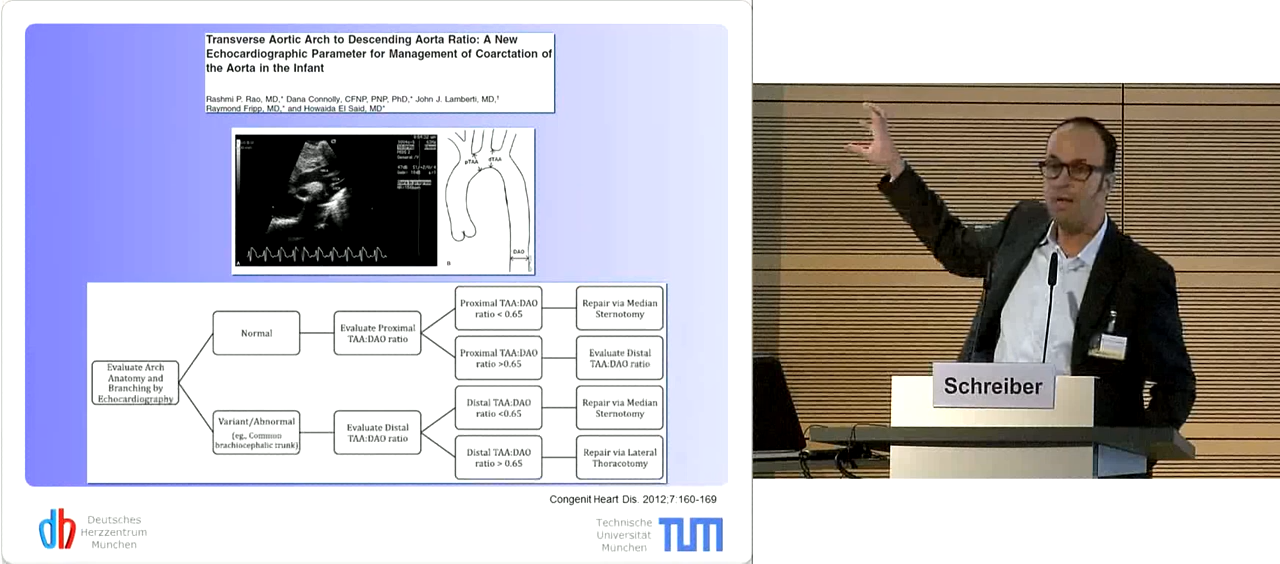 Transverse Aortic Arch to Descending Aorta Ratio: A New
Echocardiographic Parameter for Management of Coarctation of
the Aorta in the Infant
Rashmi P. Rao, MD,* Dana Connolly, CFNP, PNP, PhD,* John J. Lamberti, MD,†
Raymond Fripp, MD,* and Howaida El Said, MD*
A
pTAA
dTAA
DAO
B
Evaluate Arch
Anatomy and
Branching by
Echocardiography
Normal
Evaluate Proximal
TAA:DAO ratio
Proximal TAA:DAO
ratio < 0.65
Repair via Median
Sternotomy
Proximal TAA:DAO
ratio >0.65
Evaluate Distal
TAA:DAO ratio
Variant/Abnormal
(eg., Common
brachiocephalic trunk)
Evaluate Distal
TAA:DAO ratio
Distal TAA:DAO
ratio <0.65
Repair via Median
Sternotomy
Distal TAA:DAO
ratio > 0.65
Repair via Lateral
Thoracotomy
Congenit Heart Dis. 2012;7:160-169
dh
Deutsches
Herzzentrum
Munchen
Technische
Universität
Munchen
TUM
Schreiber